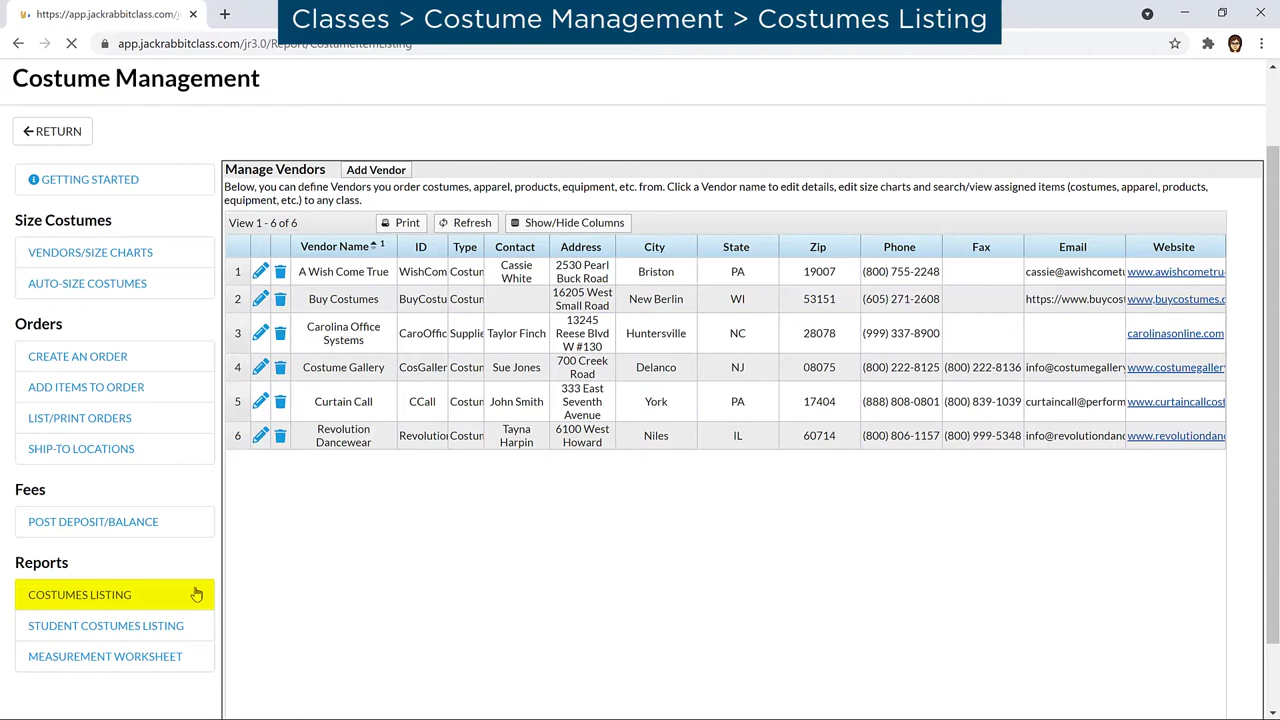 https://app.jackrabbitclass.com/jr
Classes > Costume Management > Costumes Listing
app.jackrabbitclass.com/jr3.0/Report/CostumeItemListing
Costume Management
RETURN
GETTING STARTED
Size Costumes
VENDORS/SIZE CHARTS
AUTO-SIZE COSTUMES
Orders
CREATE AN ORDER
ADD ITEMS TO ORDER
LIST/PRINT ORDERS
SHIP-TO LOCATIONS
Fees
POST DEPOSIT/BALANCE
Reports
COSTUMES LISTING
STUDENT COSTUMES LISTING
MEASUREMENT WORKSHEET
Manage Vendors Add Vendor
Below, you can define Vendors you order costumes, apparel, products, equipment, etc. from. Click a Vendor name to edit details, edit size charts and search/view assigned items (costumes, apparel, products,
equipment, etc.) to any class.
View 1 - 6 of 6 Print Refresh Show/Hide Columns
Vendor Name 1 ID Type Contact Address City State Zip Phone Fax Email Website
1 A Wish Come True WishCom Costun Cassie White 2530 Pearl Buck Road Briston PA 19007 (800) 755-2248 cassie@awishcometu www.awishcometru
2 Buy Costumes BuyCostu Costun 16205 West Small Road New Berlin WI 53151 (605) 271-2608 https://www.buycost www.buycostumes.c
3 Carolina Office Systems CaroOffic Supplie Taylor Finch 13245 Reese Blvd W #130 Huntersville NC 28078 (999) 337-8900 carolinasonline.com
4 Costume Gallery CosGaller Costun Sue Jones 700 Creek Road Delanco NJ 08075 (800) 222-8125 (800) 222-8136 info@costumegallery www.costumegallery
5 Curtain Call CCall Costun John Smith 333 East Seventh Avenue York PA 17404 (888) 808-0801 (800) 839-1039 curtaincall@perform www.curtaincallcost
6 Revolution Dancewear Revolution Costun Tayna Harpin 6100 West Howard Niles IL 60714 (800) 806-1157 (800) 999-5348 info@revolutiondanc www.revolutiondanc